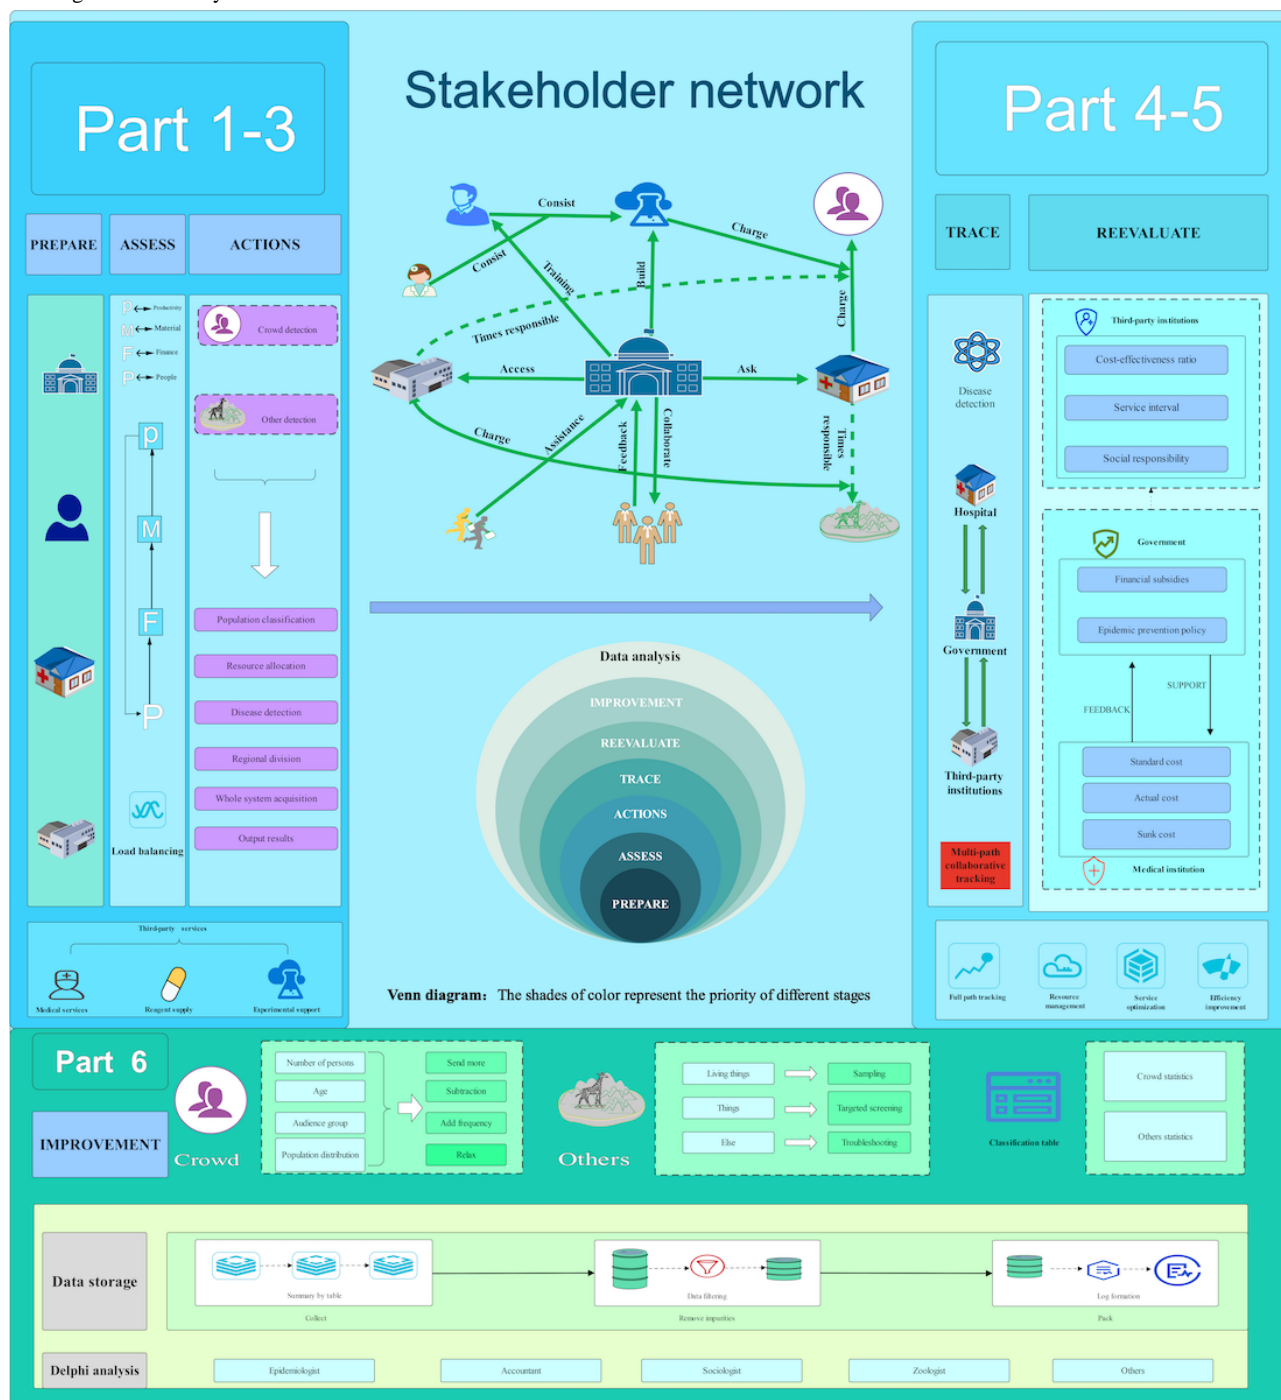 Stakeholder network
Part 1-3
Part 4-5
PREPARE
ASSESS
ACTIONS
P Productivity
M Material
F Finance
P People
p
M
F
P
Load balancing
Crowd detection
Other detection
Population classification
Resource allocation
Disease detection
Regional division
Whole system acquisition
Output results
Third-party services
Medical services
Reagent supply
Experimental support
Consist
Consist
Charge
Training
Build
Charge
Times responsible
Access
Ask
Charge
Assistance
Feedback
Collaborate
Times
responsible
Data analysis
IMPROVEMENT
REEVALUATE
TRACE
ACTIONS
ASSESS
PREPARE
Venn diagram: The shades of color represent the priority of different stages
TRACE
REEVALUATE
Disease
detection
Hospital
Government
Third-party
institutions
Multi-path
collaborative
tracking
Third-party institutions
Cost-effectiveness ratio
Service interval
Social responsibility
Government
Financial subsidies
Epidemic prevention policy
SUPPORT
FEEDBACK
Standard cost
Actual cost
Sunk cost
Medical institution
Full path tracking
Resource
management
Service
optimization
Efficiency
improvement
Part 6
IMPROVEMENT
Crowd
Number of persons
Age
Audience group
Population distribution
Send more
Subtraction
Add frequency
Relax
Others
Living things
Things
Else
Sampling
Targeted screening
Troubleshooting
Classification table
Crowd statistics
Others statistics
Data storage
Summary by table
Collect
Data filtering
Remove impurities
Log formation
Pack
Delphi analysis
Epidemiologist
Accountant
Sociologist
Zoologist
Others